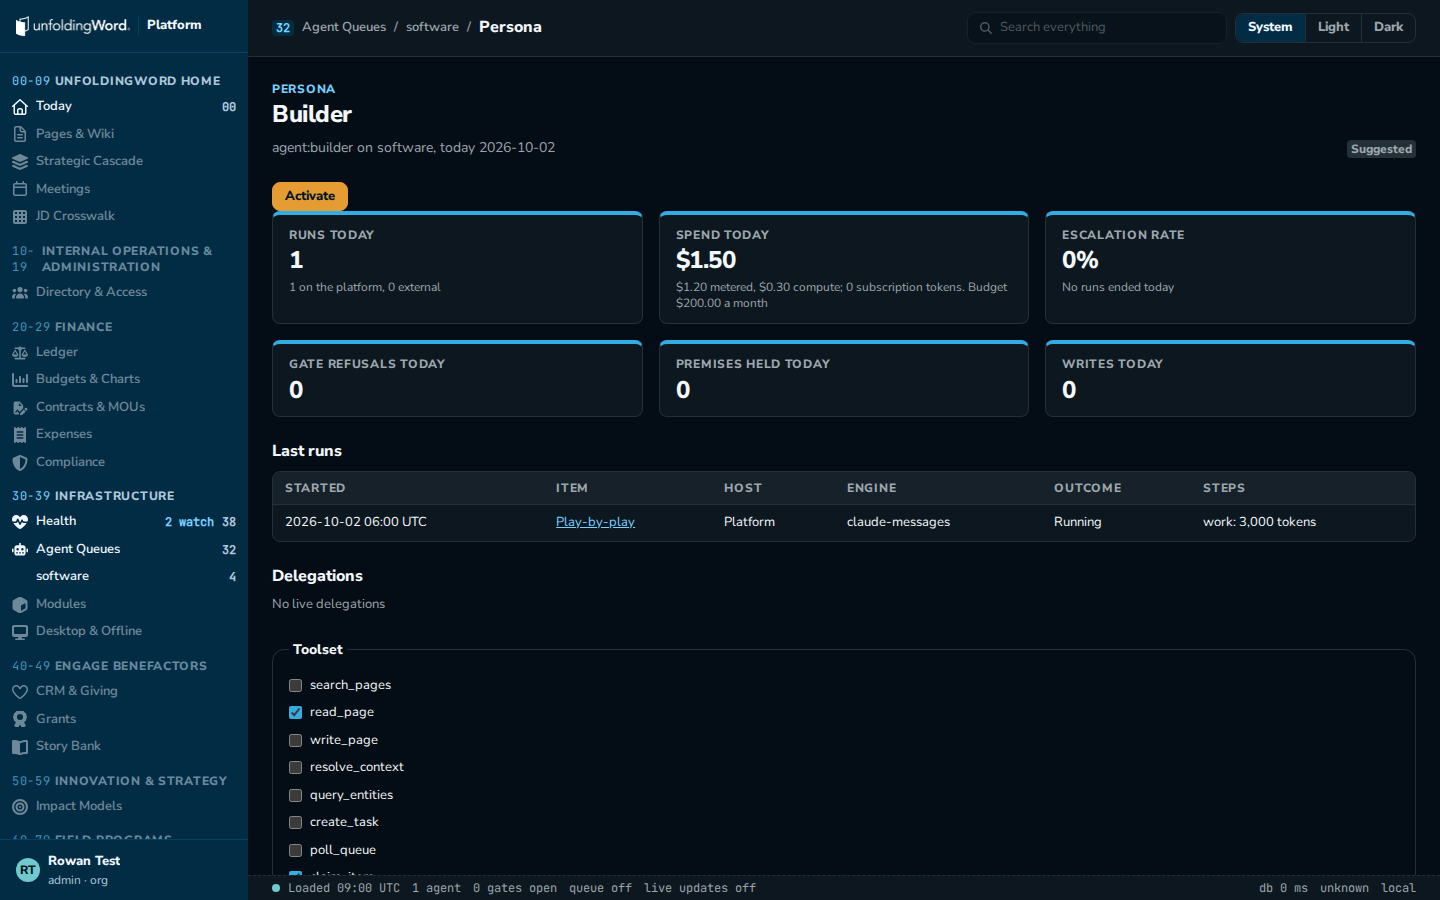 unfoldingWord Platform
32 Agent Queues / software / Persona
Search everything
System Light Dark
00-09 UNFOLDINGWORD HOME
Today 00
Pages & Wiki
Strategic Cascade
Meetings
JD Crosswalk
10-19 INTERNAL OPERATIONS & ADMINISTRATION
Directory & Access
20-29 FINANCE
Ledger
Budgets & Charts
Contracts & MOUs
Expenses
Compliance
30-39 INFRASTRUCTURE
Health 2 watch 38
Agent Queues 32
software 4
Modules
Desktop & Offline
40-49 ENGAGE BENEFACTORS
CRM & Giving
Grants
Story Bank
50-59 INNOVATION & STRATEGY
Impact Models
RT Rowan Test
admin · org
PERSONA
Builder
agent:builder on software, today 2026-10-02
Suggested
Activate
RUNS TODAY
1
1 on the platform, 0 external
SPEND TODAY
$1.50
$1.20 metered, $0.30 compute; 0 subscription tokens. Budget
$200.00 a month
ESCALATION RATE
0%
No runs ended today
GATE REFUSALS TODAY
0
PREMISES HELD TODAY
0
WRITES TODAY
0
Last runs
STARTED ITEM HOST ENGINE OUTCOME STEPS
2026-10-02 06:00 UTC Play-by-play Platform claude-messages Running work: 3,000 tokens
Delegations
No live delegations
Toolset
search_pages
read_page
write_page
resolve_context
query_entities
create_task
poll_queue
Loaded 09:00 UTC 1 agent 0 gates open queue off live updates off
db 0 ms unknown local